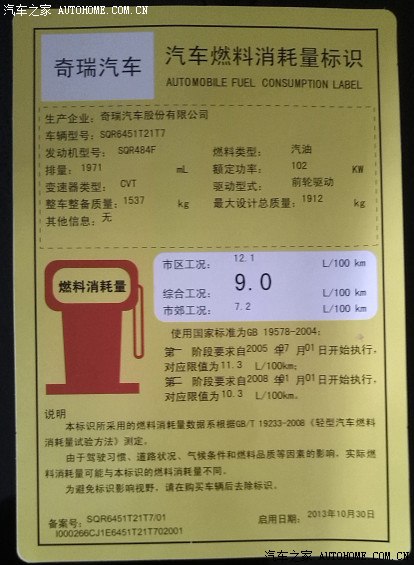 汽车之家 AUTOHOME.COM.CN
奇瑞汽车
汽车燃料消耗量标识
AUTOMOBILE FUEL CONSUMPTION LABEL
生产企业: 奇瑞汽车股份有限公司
车辆型号: SQR6451T21T7
发动机型号: SQR484F 燃料类型: 汽油
排量: 1971 mL 额定功率: 102 KW
变速器类型: CVT 驱动型式: 前轮驱动
整车整备质量: 1537 kg 最大设计总质量: 1912 kg
其他信息: 无
燃料消耗量
市区工况: 12.1 L/100 km
综合工况: 9.0 L/100 km
市郊工况: 7.2 L/100 km
使用国家标准为GB 19578-2004:
第一 阶段要求自2005 年07 月01日开始执行,
对应限值为11.3 L/100km;
第二 阶段要求自2008 年01 月01日开始执行,
对应限值为10.3 L/100km.
说明
本标识所采用的燃料消耗量数据系根据GB/T 19233-2008《轻型汽车燃料
消耗量试验方法》测定。
由于驾驶习惯、道路状况、气候条件和燃料品质等因素的影响, 实际燃
料消耗量可能与本标识的燃料消耗量不同。
为避免标识影响视野, 请在购买车辆后去除标识.
备案号: SQR6451T21T7/01 启用日期: 2013年10月30日
I000266CJ1E6451T21T702001
汽车之家 AUTOHOME.COM.CN